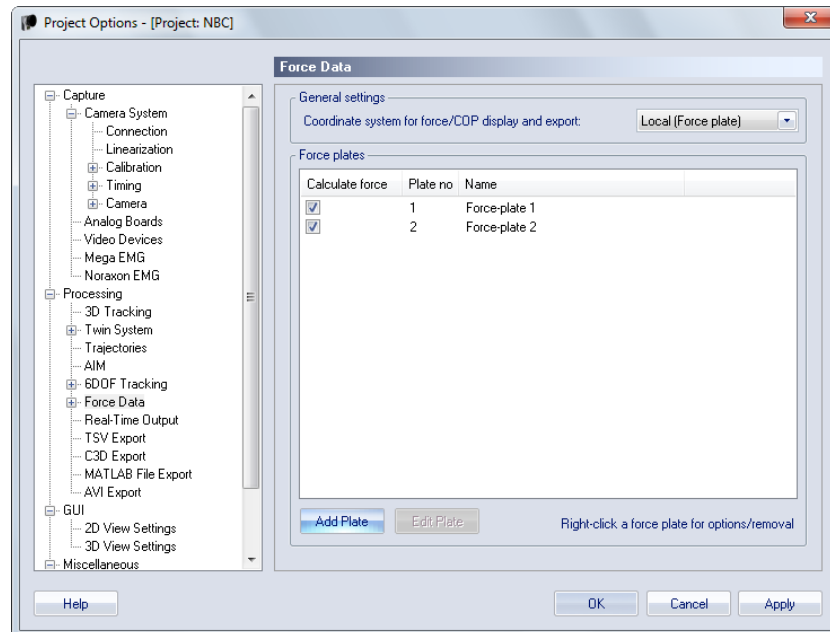 Project Options - [Project: NBC]
Force Data
Capture
Camera System
Connection
Linearization
Calibration
Timing
Camera
Analog Boards
Video Devices
Mega EMG
Noraxon EMG
Processing
3D Tracking
Twin System
Trajectories
AIM
6DOF Tracking
Force Data
Real-Time Output
TSV Export
C3D Export
MATLAB File Export
AVI Export
GUI
2D View Settings
3D View Settings
Miscellaneous
General settings
Coordinate system for force/COP display and export: Local (Force plate)
Force plates
Calculate force Plate no Name
1 Force-plate 1
2 Force-plate 2
Add Plate Edit Plate Right-click a force plate for options/removal
Help OK Cancel Apply